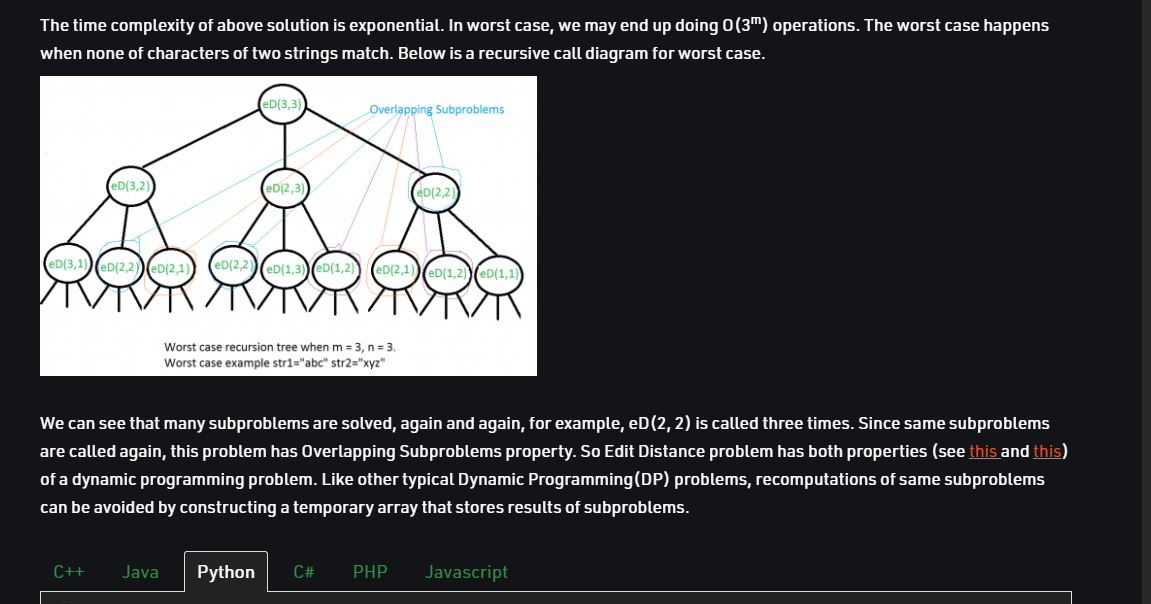 The time complexity of above solution is exponential. In worst case, we may end up doing O(3ᵐ) operations. The worst case happens
when none of characters of two strings match. Below is a recursive call diagram for worst case.
eD(3,3)
Overlapping Subproblems
eD(3,2)
eD(2,3)
eD(2,2)
eD(3,1) eD(2,2) eD(2,1) eD(2,2) eD(1,3) eD(1,2) eD(2,1) eD(1,2) eD(1,1)
Worst case recursion tree when m = 3, n = 3.
Worst case example str1="abc" str2="xyz"
We can see that many subproblems are solved, again and again, for example, eD(2, 2) is called three times. Since same subproblems
are called again, this problem has Overlapping Subproblems property. So Edit Distance problem has both properties (see this and this)
of a dynamic programming problem. Like other typical Dynamic Programming(DP) problems, recomputations of same subproblems
can be avoided by constructing a temporary array that stores results of subproblems.
C++ Java Python C# PHP Javascript